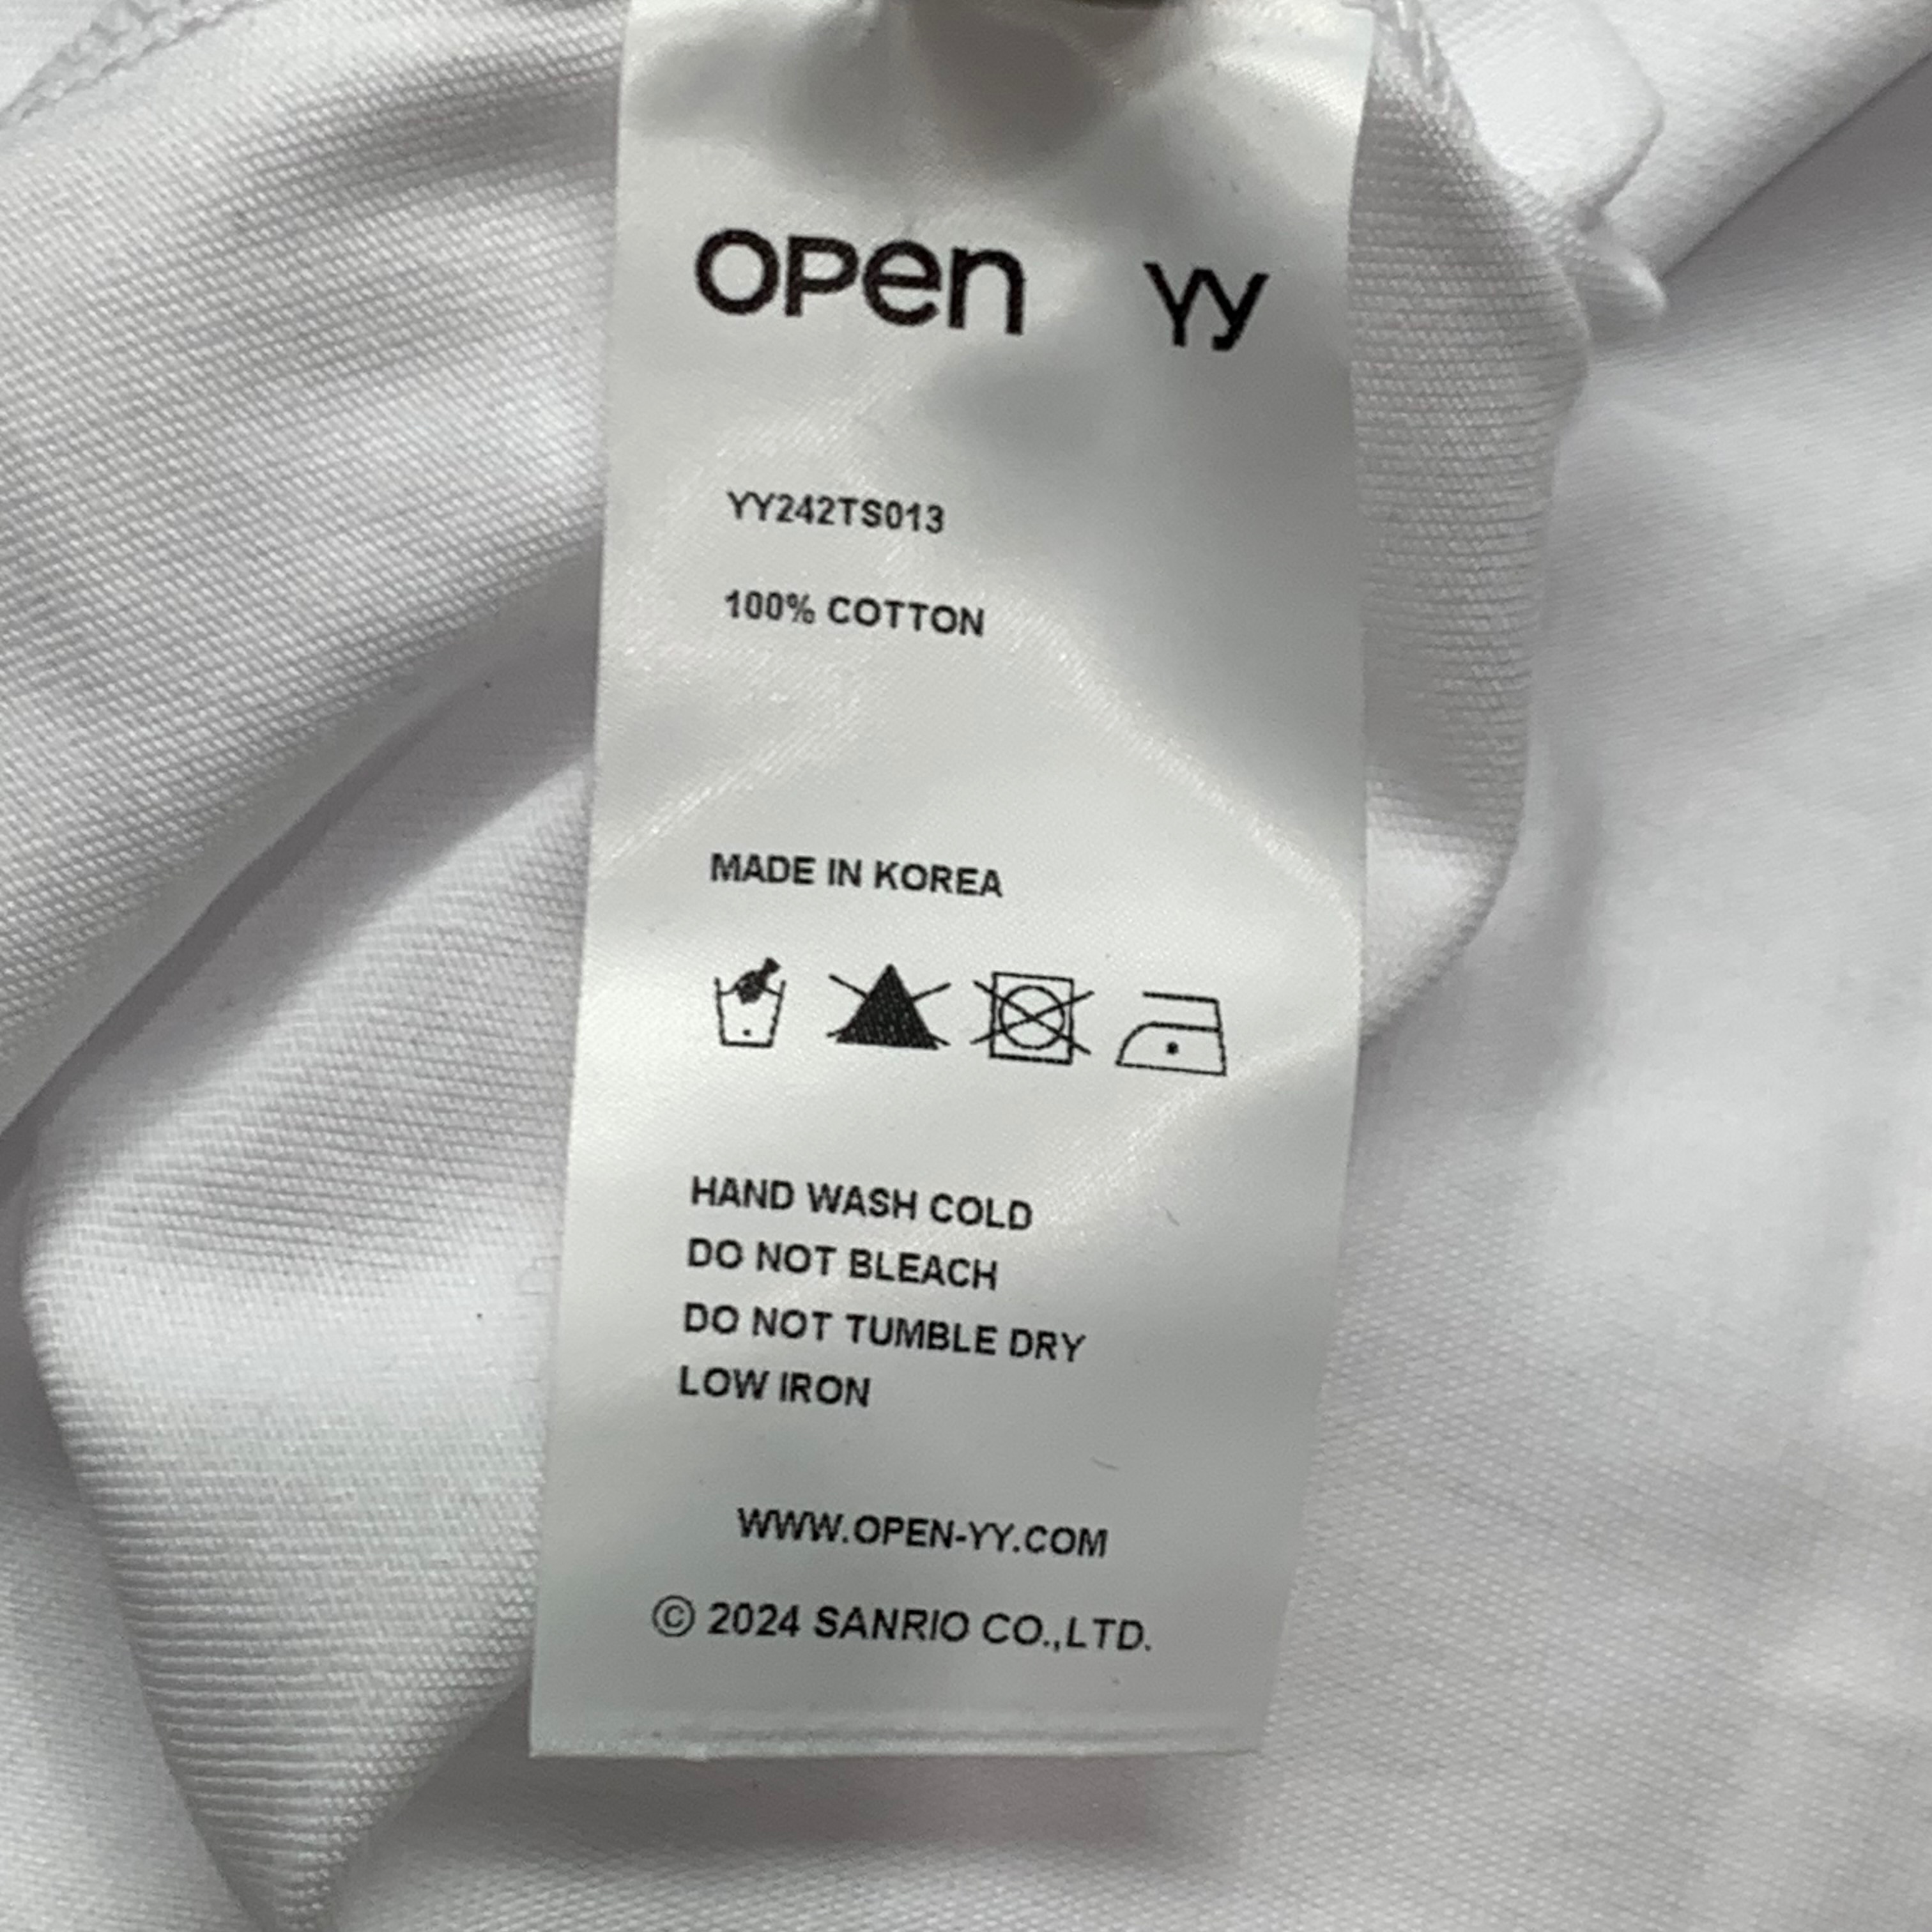 OPEN YY
YY242TS013
100% COTTON
MADE IN KOREA
HAND WASH COLD
DO NOT BLEACH
DO NOT TUMBLE DRY
LOW IRON
WWW.OPEN-YY.COM
© 2024 SANRIO CO.,LTD.